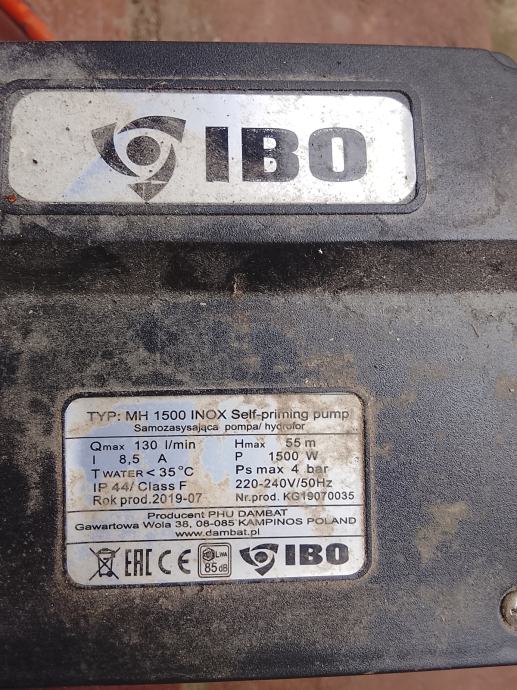 IBO
TYP: MH 1500 INOX Self-priming pump
Samozasysająca pompa/ hydrofor
Qmax 130 l/min Hmax 55 m
I 8,5 A P 1500 W
TWATER < 35°C Ps max 4 bar
IP 44/ Class F 220-240V/50Hz
Rok prod.2019-07 Nr.prod. KG19070035
Producent PHU DAMBAT
Gawartowa Wola 38, 08-085 KAMPINOS POLAND
www.dambat.pl
EAC CE LWA 85dB IBO